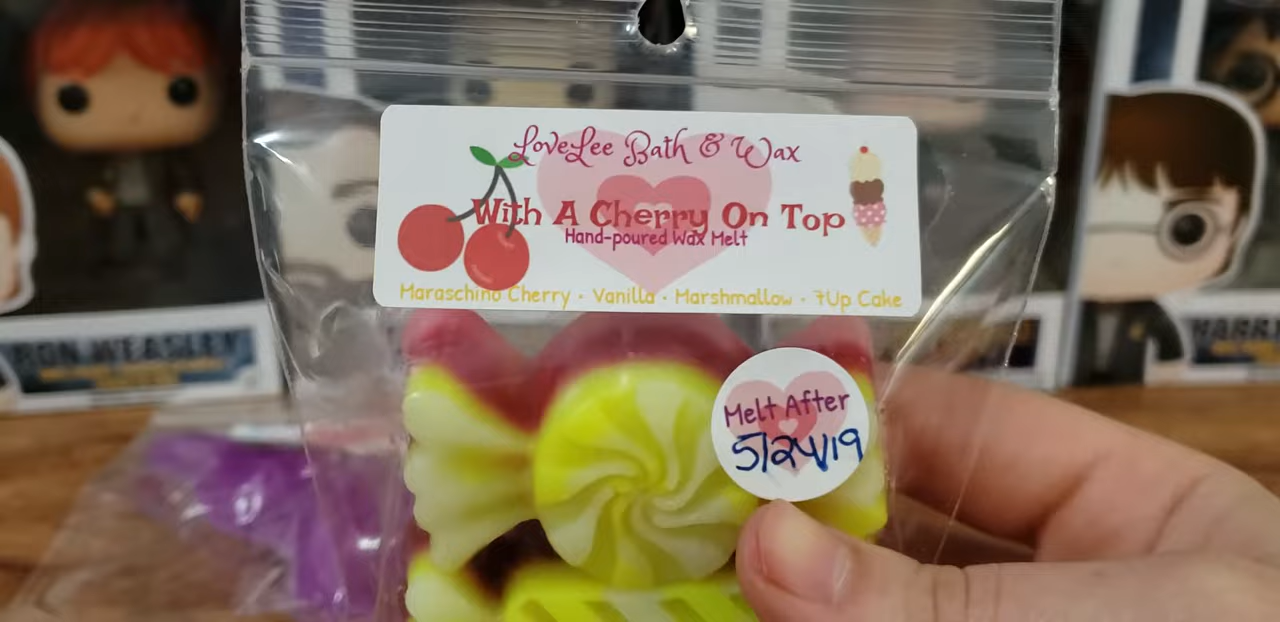 LoveLee Bath & Wax
With A Cherry On Top
Hand-poured Wax Melt
Maraschino Cherry · Vanilla · Marshmallow · 7Up Cake
Melt After
5/24/19
RON WEASLEY
HARRY